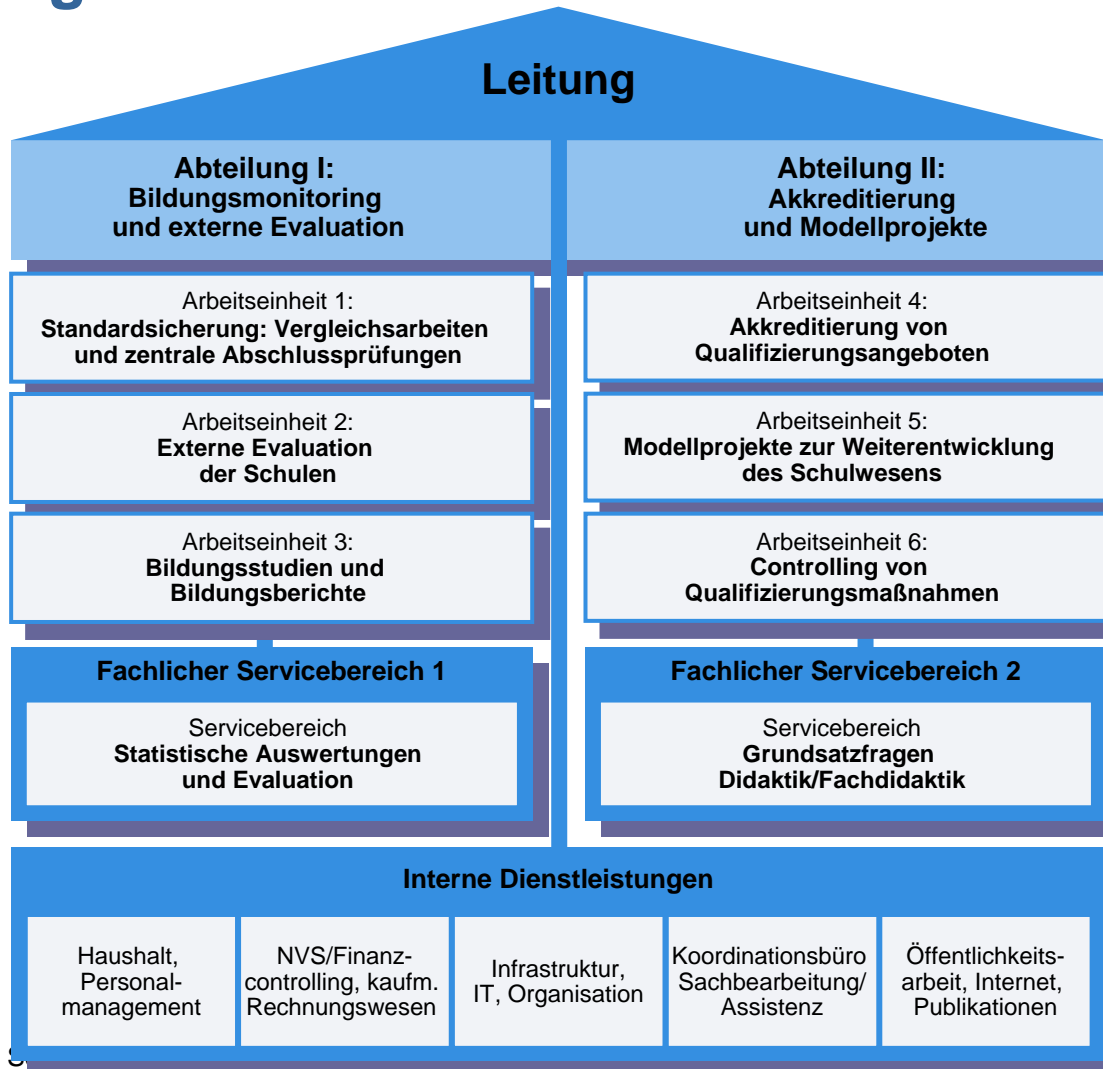 g
Leitung
Abteilung I:
Bildungsmonitoring
und externe Evaluation
Abteilung II:
Akkreditierung
und Modellprojekte
Arbeitseinheit 1:
Standardsicherung: Vergleichsarbeiten
und zentrale Abschlussprüfungen
Arbeitseinheit 2:
Externe Evaluation
der Schulen
Arbeitseinheit 3:
Bildungsstudien und
Bildungsberichte
Arbeitseinheit 4:
Akkreditierung von
Qualifizierungsangeboten
Arbeitseinheit 5:
Modellprojekte zur Weiterentwicklung
des Schulwesens
Arbeitseinheit 6:
Controlling von
Qualifizierungsmaßnahmen
Fachlicher Servicebereich 1
Servicebereich
Statistische Auswertungen
und Evaluation
Fachlicher Servicebereich 2
Servicebereich
Grundsatzfragen
Didaktik/Fachdidaktik
Interne Dienstleistungen
Haushalt,
Personal-
management
NVS/Finanz-
controlling, kaufm.
Rechnungswesen
Infrastruktur,
IT, Organisation
Koordinationsbüro
Sachbearbeitung/
Assistenz
Öffentlichkeits-
arbeit, Internet,
Publikationen